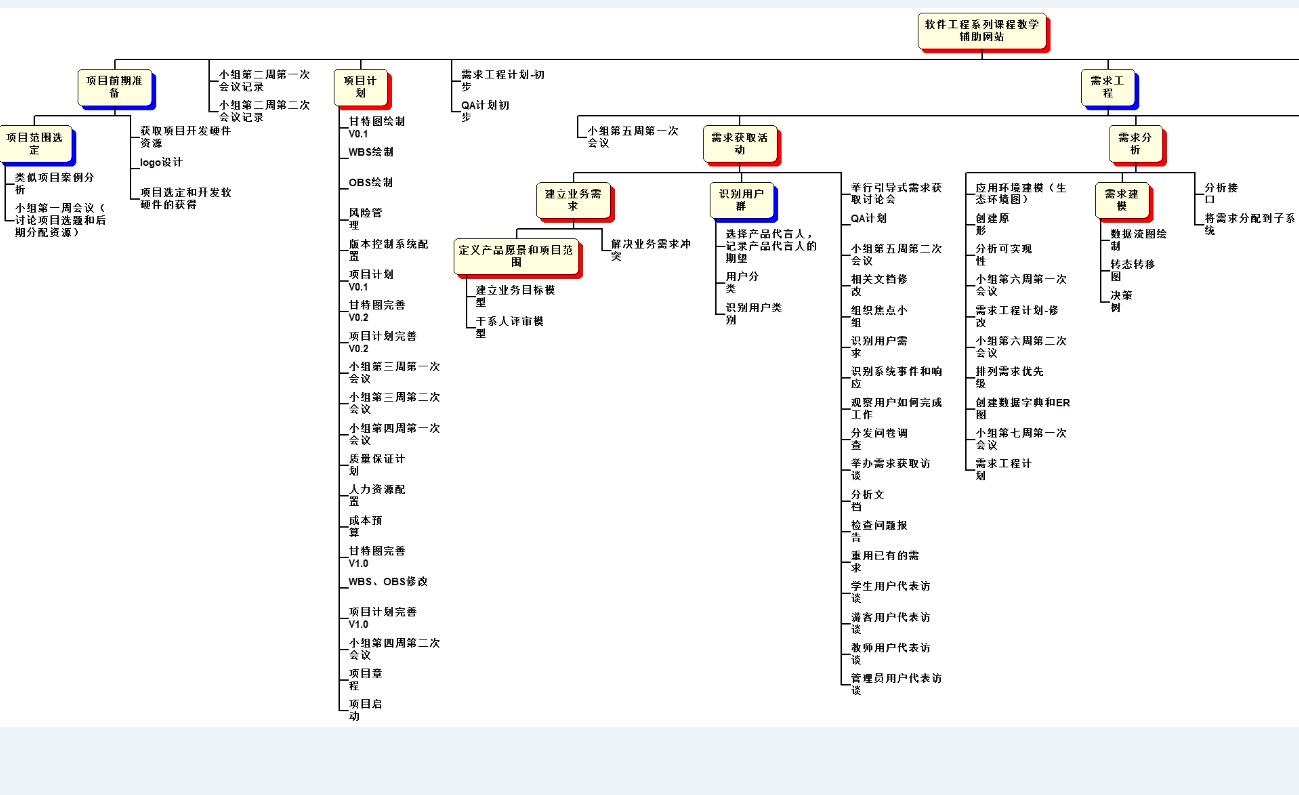 软件工程系列课程教学
辅助网站
项目前期准
备
小组第二周第一次
会议记录
小组第二周第二次
会议记录
项目计
划
需求工程计划-初
步
QA计划初
步
需求工
程
项目范围选
定
类似项目案例分
析
小组第一周会议（
讨论项目选题和后
期分配资源）
获取项目开发硬件
资源
logo设计
项目选定和开发软
硬件的获得
甘特图绘制
V0.1
WBS绘制
OBS绘制
风险管
理
版本控制系统配
置
项目计划
V0.1
甘特图完善
V0.2
项目计划完善
V0.2
小组第三周第一次
会议
小组第三周第二次
会议
小组第四周第一次
会议
质量保证计
划
人力资源配
置
成本预
算
甘特图完善
V1.0
WBS、OBS修改
项目计划完善
V1.0
小组第四周第二次
会议
项目章
程
项目启
动
小组第五周第一次
会议
需求获取活
动
建立业务需
求
定义产品愿景和项目范
围
建立业务目标模
型
干系人评审模
型
解决业务需求冲
突
识别用户
群
选择产品代言人，
记录产品代言人的
期望
用户分
类
识别用户类
别
举行引导式需求获
取讨论会
QA计划
小组第五周第二次
会议
相关文档修
改
组织焦点小
组
识别用户需
求
识别系统事件和响
应
观察用户如何完成
工作
分发问卷调
查
举办需求获取访
谈
分析文
档
检查问题报
告
重用已有的需
求
学生用户代表访
谈
游客用户代表访
谈
教师用户代表访
谈
管理员用户代表访
谈
需求分
析
应用环境建模（生
态环境图）
创建原
形
分析可实现
性
小组第六周第一次
会议
需求工程计划-修
改
小组第六周第二次
会议
排列需求优先
级
创建数据字典和ER
图
小组第七周第一次
会议
需求工程计
划
需求建
模
数据流图绘
制
转态转移
图
决策
树
分析接
口
将需求分配到子系
统